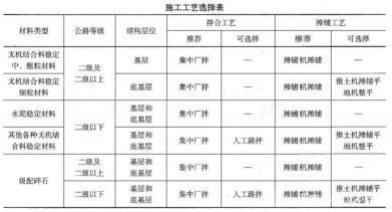 施工工艺选择表
材料类型 公路等级 结构层位 拌合工艺 摊铺工艺
推荐 可选择 推荐 可选择
无机结合料稳定
中、粗粒材料
二级及
二级以上
基层 集中厂拌 — 摊铺机摊铺 —
无机结合料稳定
细粒材料
底基层 集中厂拌 — 摊铺机摊铺 推土机摊铺平
地机整平
水泥稳定材料 二级以下 基层和
底基层
集中厂拌 — 摊铺机摊铺 —
其他各种无机结
合料稳定材料
基层和
底基层
集中厂拌 人工路拌 摊铺机摊铺 推土机摊铺平
地机整平
级配碎石 二级及
二级以上
基层和
底基层
集中厂拌 — 摊铺机摊铺 —
二级以下 基层和
底基层
集中厂拌 人工路拌 摊铺机摊铺 推土机摊铺平
地机整平